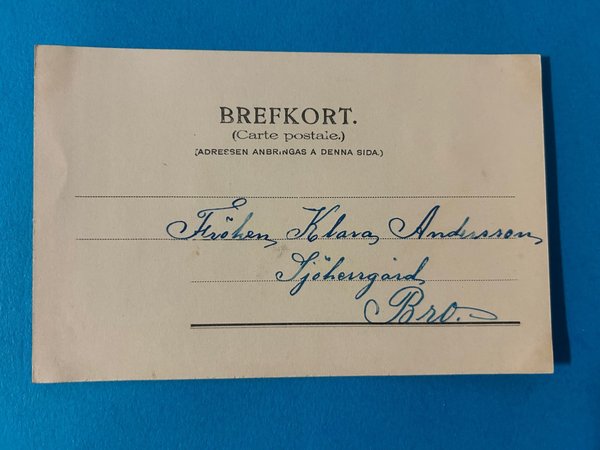 BREFKORT.
(Carte postale.)
(ADRESSEN ANBRINGAS A DENNA SIDA.)
Fröken Klara Andersson
Sjöhergård
Bro.